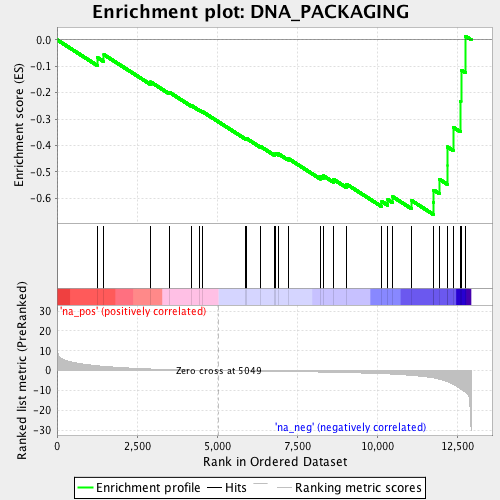 Enrichment plot: DNA_PACKAGING
Enrichment score (ES)
0.0
-0.1
-0.2
-0.3
-0.4
-0.5
-0.6
'na_pos' (positively correlated)
Ranked list metric (PreRanked)
30
20
10
0
-10
-20
-30
Zero cross at 5049
'na_neg' (negatively correlated)
0
2,500
5,000
7,500
10,000
12,500
Rank in Ordered Dataset
Enrichment profile
Hits
Ranking metric scores